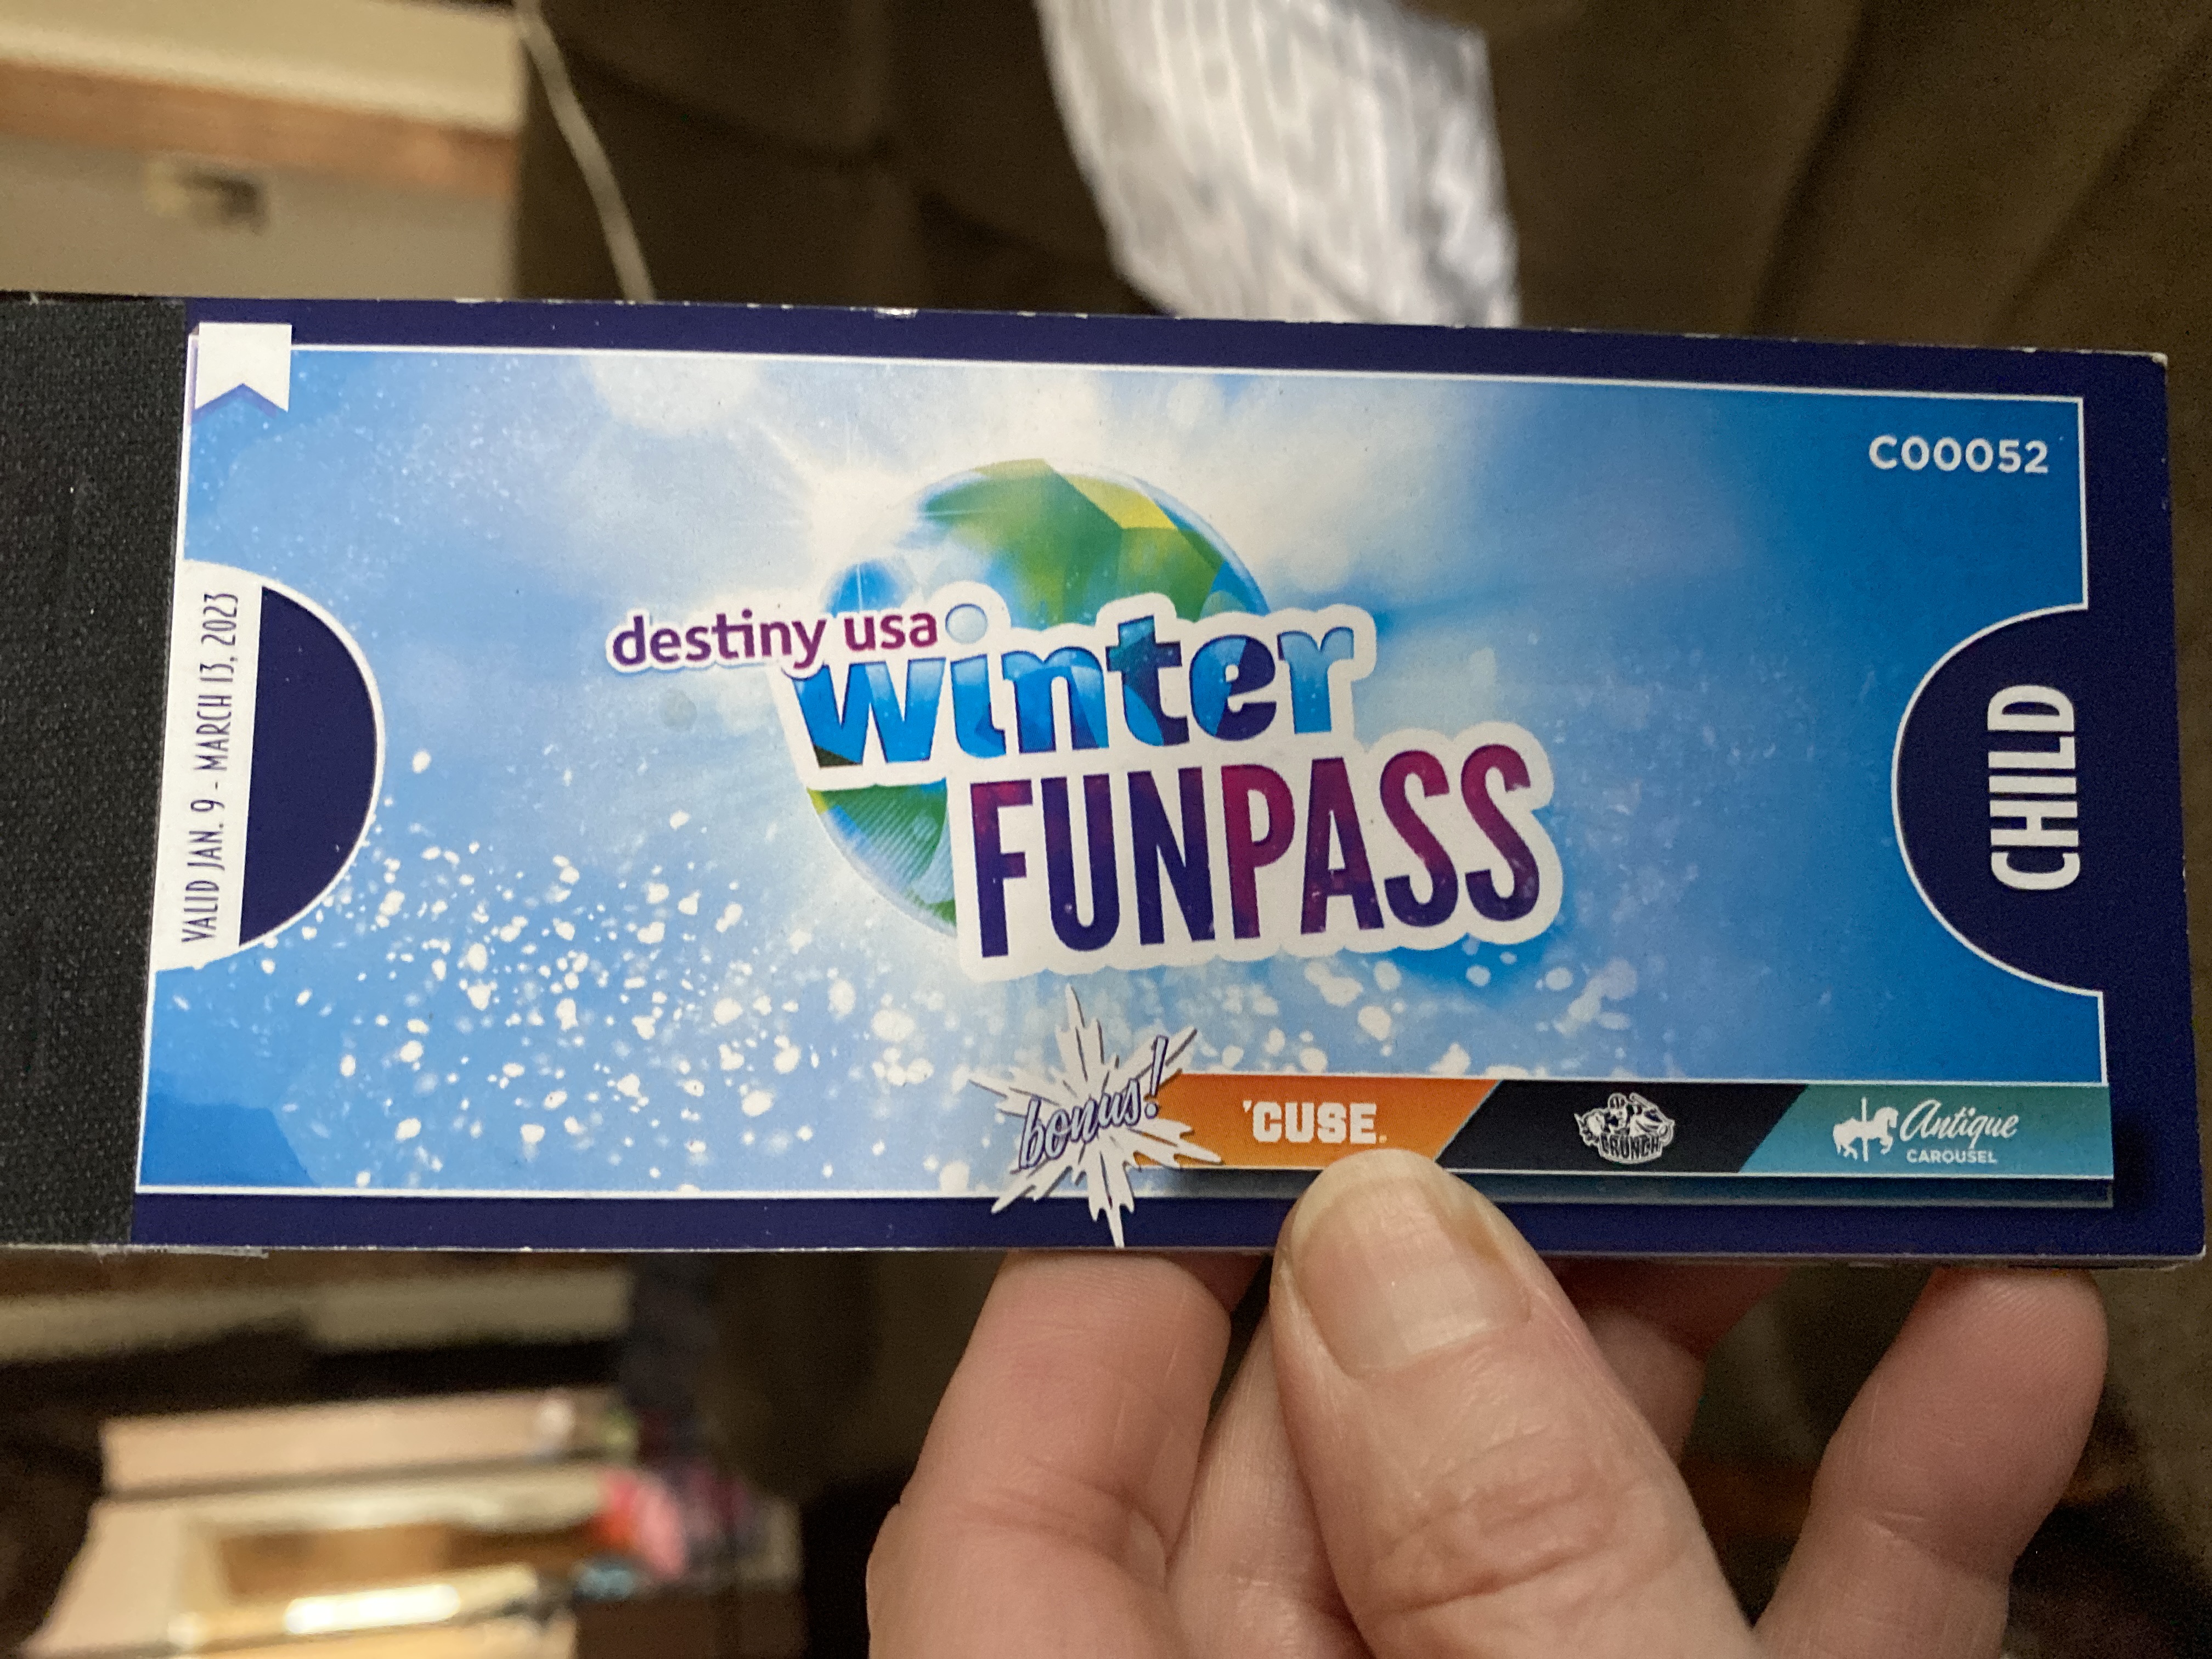 C00052
VALID JAN. 9 - MARCH 13, 2023
destiny usa
winter
FUNPASS
CHILD
bonus!
'CUSE.
CRUNCH
Antique
CAROUSEL